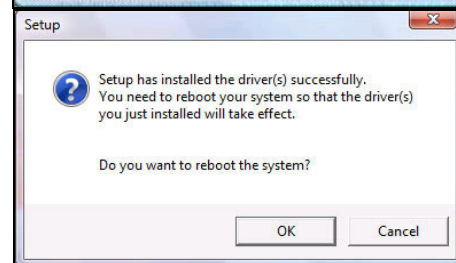 Setup
Setup has installed the driver(s) successfully.
You need to reboot your system so that the driver(s)
you just installed will take effect.
Do you want to reboot the system?
OK
Cancel